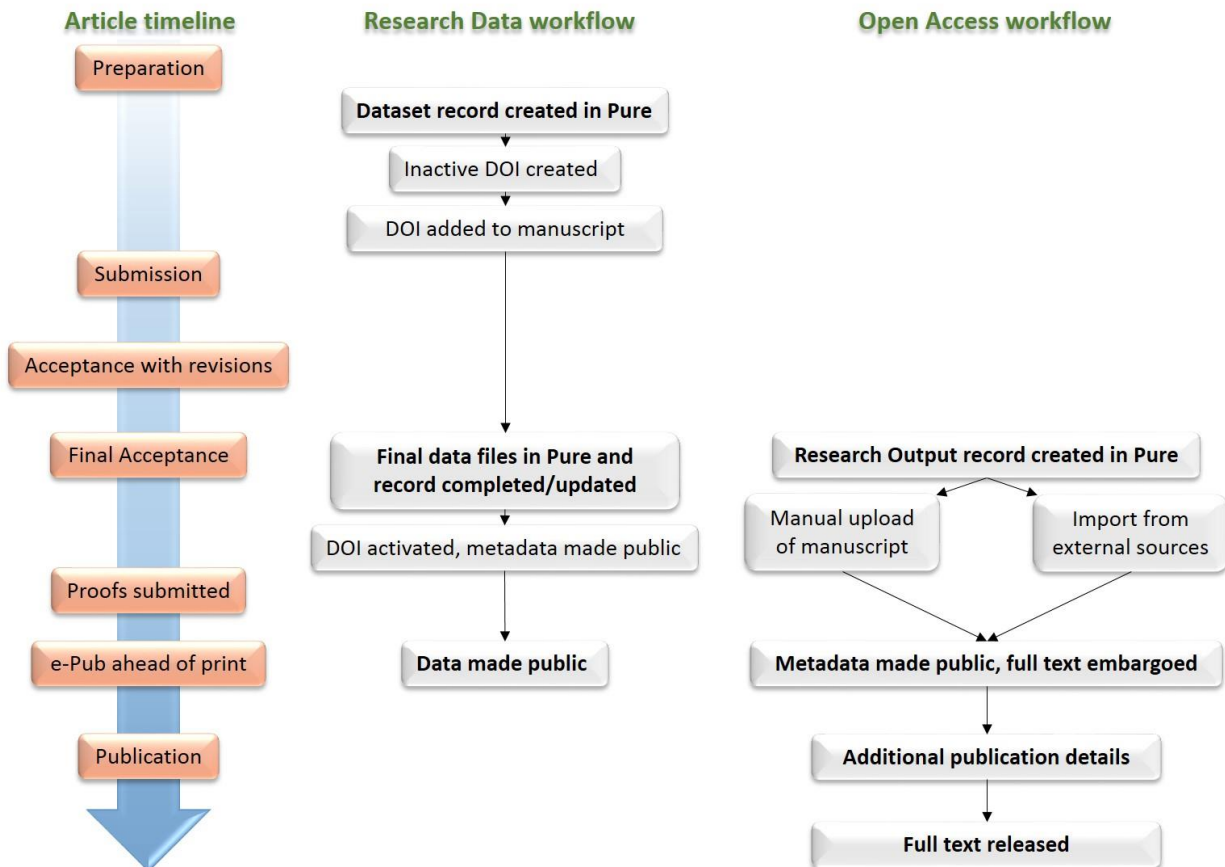 Article timeline
Research Data workflow
Open Access workflow
Preparation
Dataset record created in Pure
Inactive DOI created
DOI added to manuscript
Submission
Acceptance with revisions
Final Acceptance
Final data files in Pure and
record completed/updated
Research Output record created in Pure
Manual upload
of manuscript
Import from
external sources
DOI activated, metadata made public
Proofs submitted
e-Pub ahead of print
Data made public
Metadata made public, full text embargoed
Publication
Additional publication details
Full text released